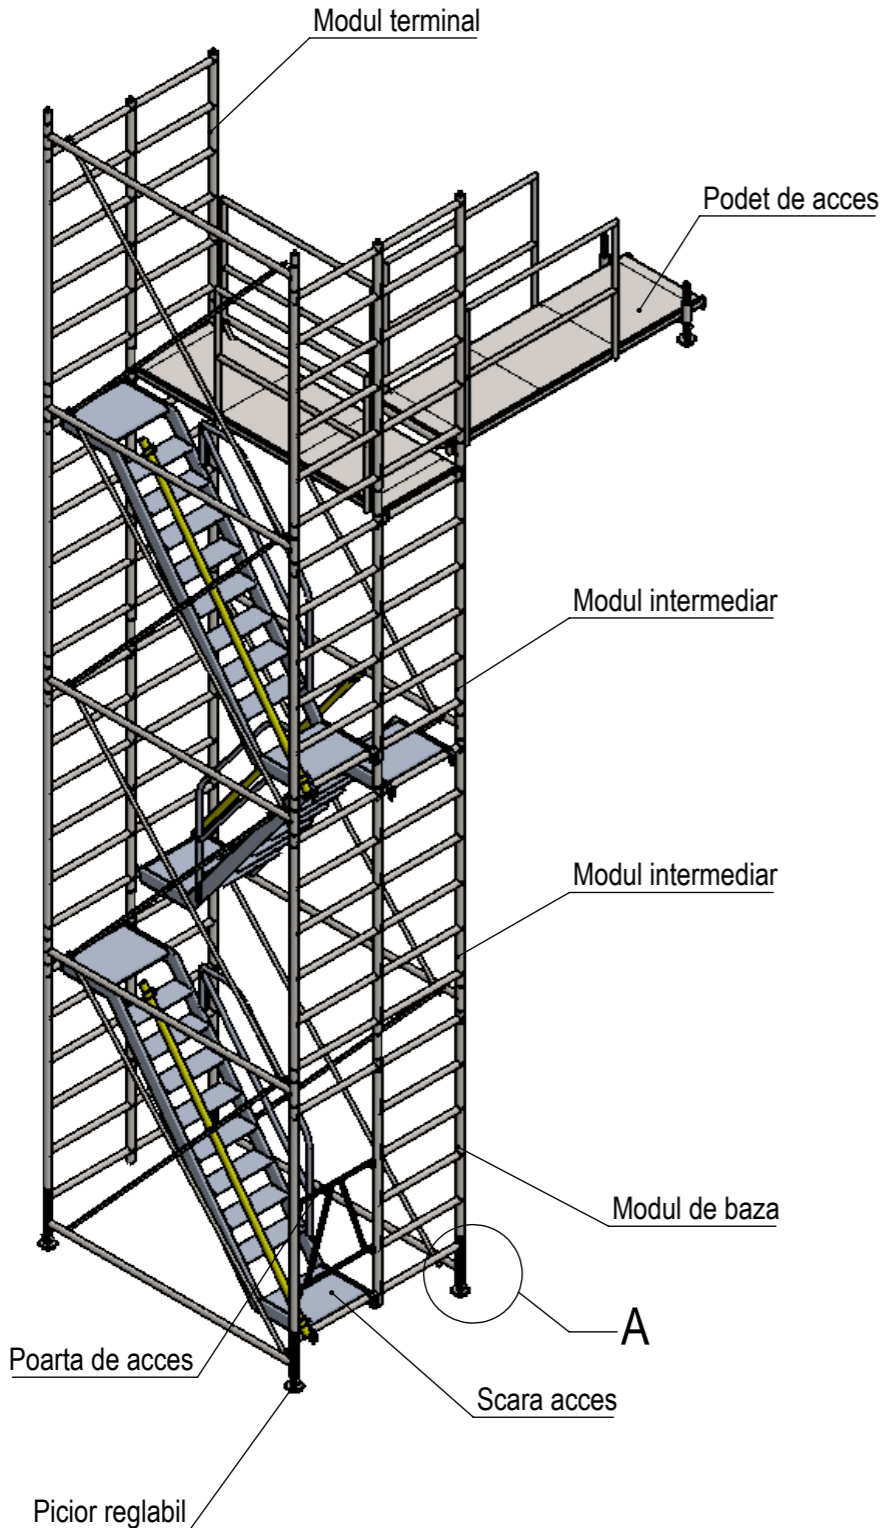 Modul terminal
Podet de acces
Modul intermediar
Modul intermediar
Modul de baza
A
Poarta de acces
Scara acces
Picior reglabil